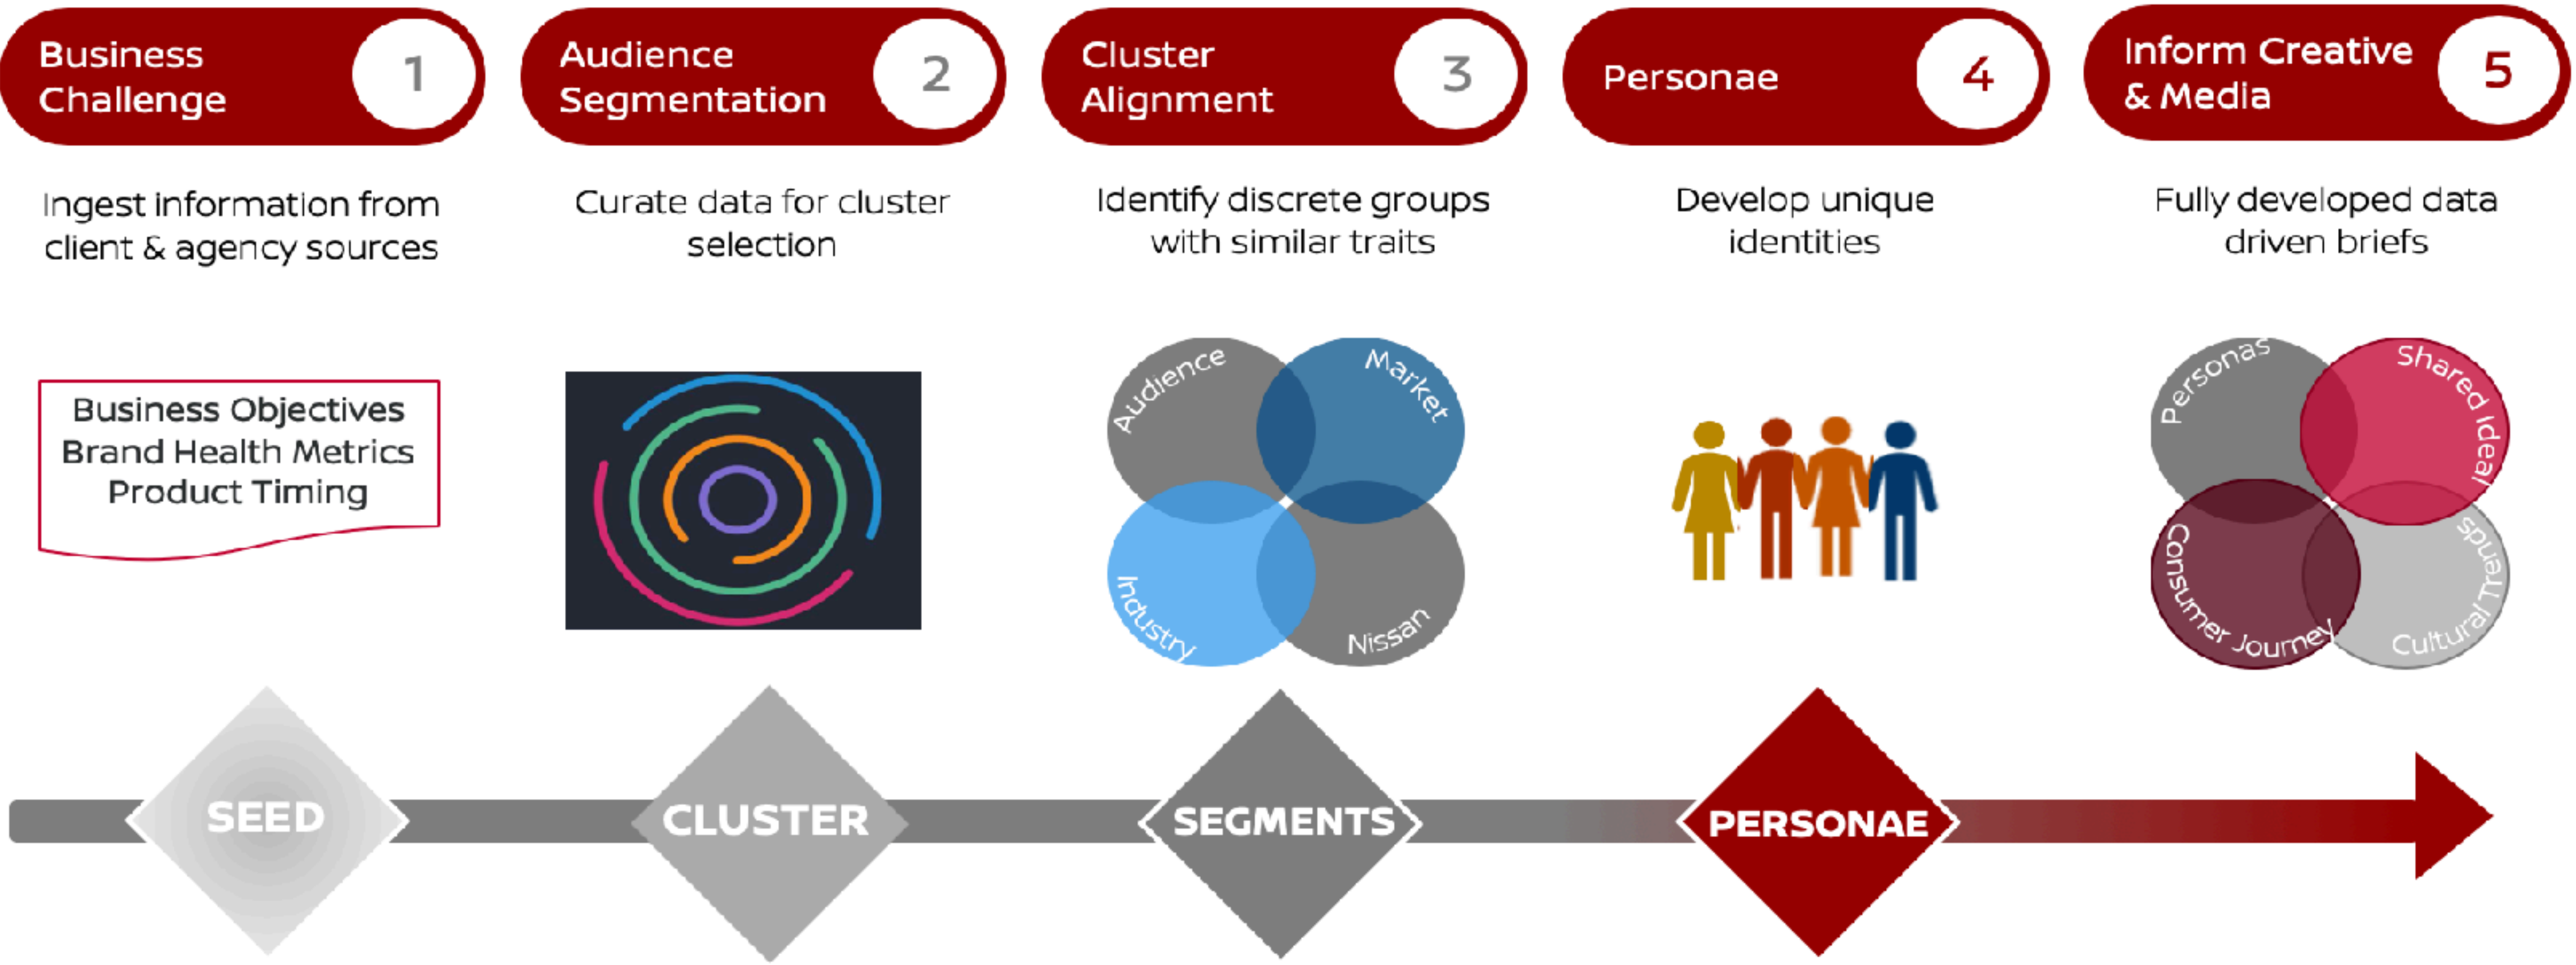 Business
Challenge
1
Audience
Segmentation
2
Cluster
Alignment
3
Personae
4
Inform Creative
& Media
5
Ingest information from
client & agency sources
Curate data for cluster
selection
Identify discrete groups
with similar traits
Develop unique
identities
Fully developed data
driven briefs
Business Objectives
Brand Health Metrics
Product Timing
Audience
Market
Industry
Nissan
Personas
Shared Ideal
Consumer Journey
Cultural Trends
SEED
CLUSTER
SEGMENTS
PERSONAE